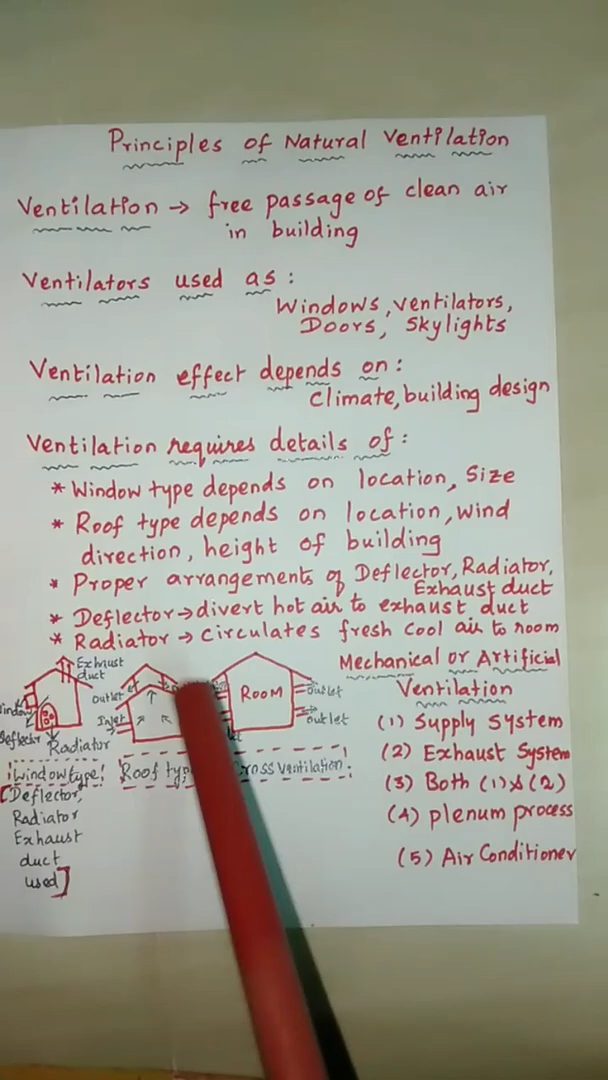 Principles of Natural Ventilation
Ventilation → free passage of clean air
in building
Ventilators used as :
Windows, ventilators,
Doors, Skylights
Ventilation effect depends on :
Climate, building design
Ventilation requires details of :
* Window type depends on location, Size
* Roof type depends on location, wind
direction, height of building
* Proper arrangements of Deflector, Radiator,
Exhaust duct
* Deflector → divert hot air to exhaust duct
* Radiator → Circulates fresh cool air to room
Exhaust
duct
Deflector
Radiator
Window type
[Deflector,
Radiator
Exhaust
duct
used]
outlet
Inlet
Roof
ROOM
outlet
outlet
Cross ventilation
Mechanical or Artificial
Ventilation
(1) Supply System
(2) Exhaust System
(3) Both (1) & (2)
(4) plenum process
(5) Air Conditioner